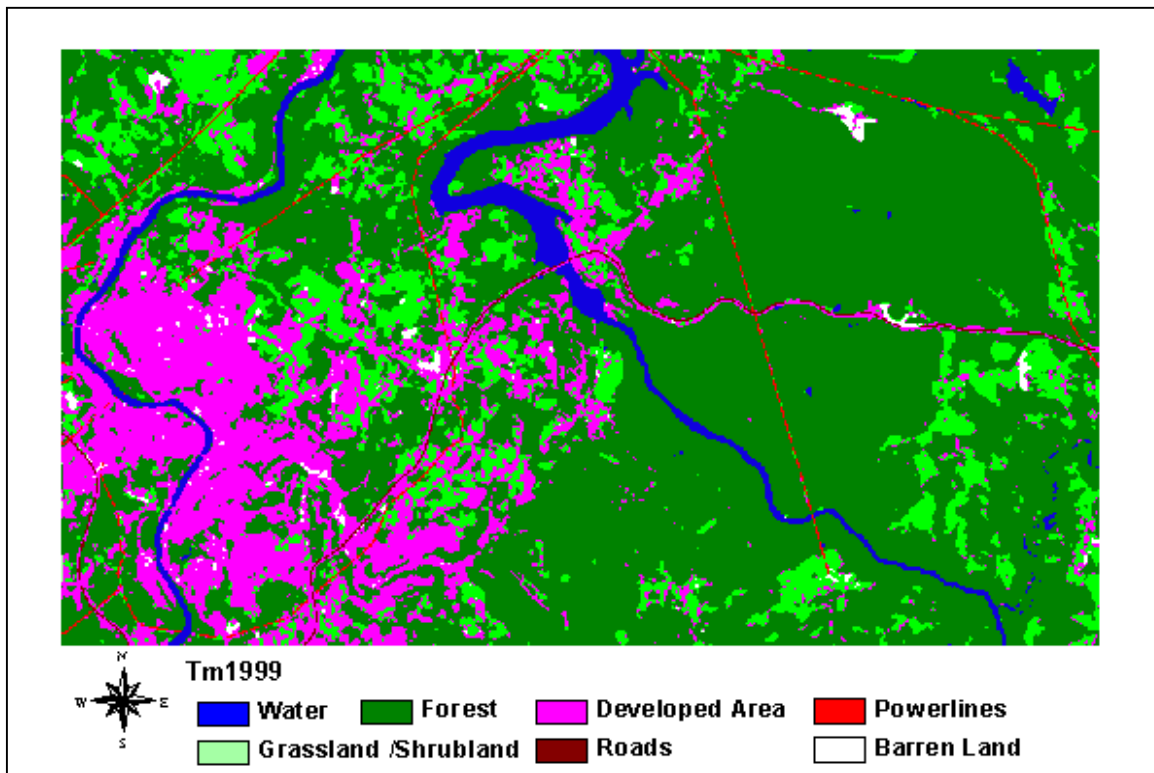 N
W E
S
Tm1999
Water Forest Developed Area Powerlines
Grassland /Shrubland Roads Barren Land